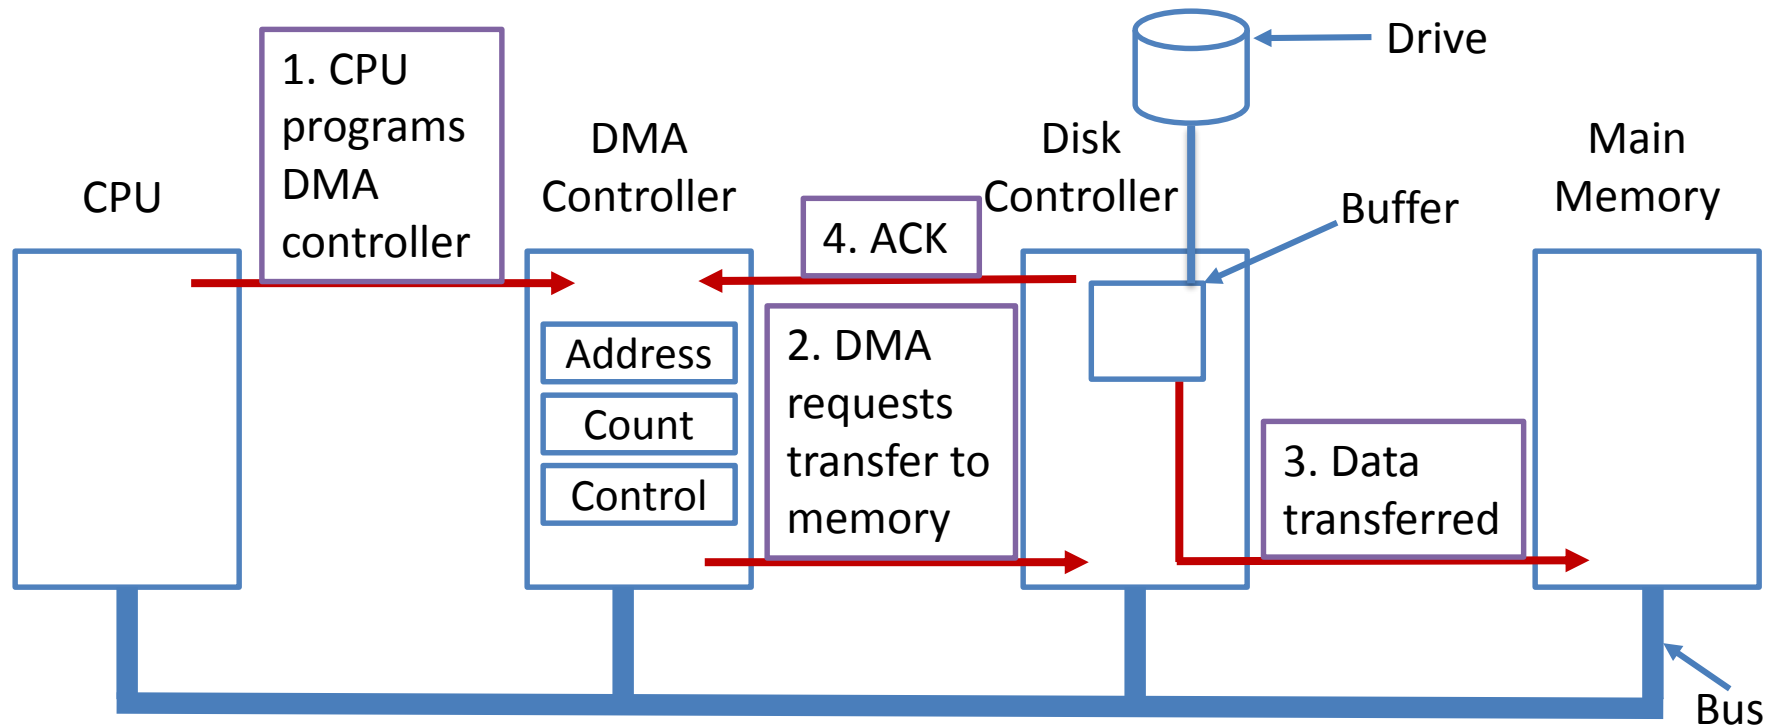 CPU
1. CPU
programs
DMA
controller
DMA
Controller
Address
Count
Control
4. ACK
2. DMA
requests
transfer to
memory
Disk
Controller
Drive
Buffer
3. Data
transferred
Main
Memory
Bus